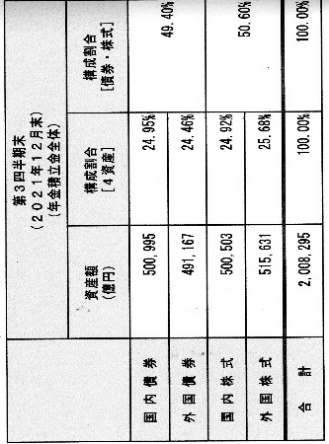 第３四半期末
(２０２１年１２月末)
(年金積立金全体)
資産額
(億円)
構成割合
[４資産]
構成割合
[債券・株式]
国内債券 500,995 24.95% 49.40%
外国債券 491,167 24.46%
国内株式 500,503 24.92% 50.60%
外国株式 515,631 25.68%
合計 2,008,295 100.00% 100.00%